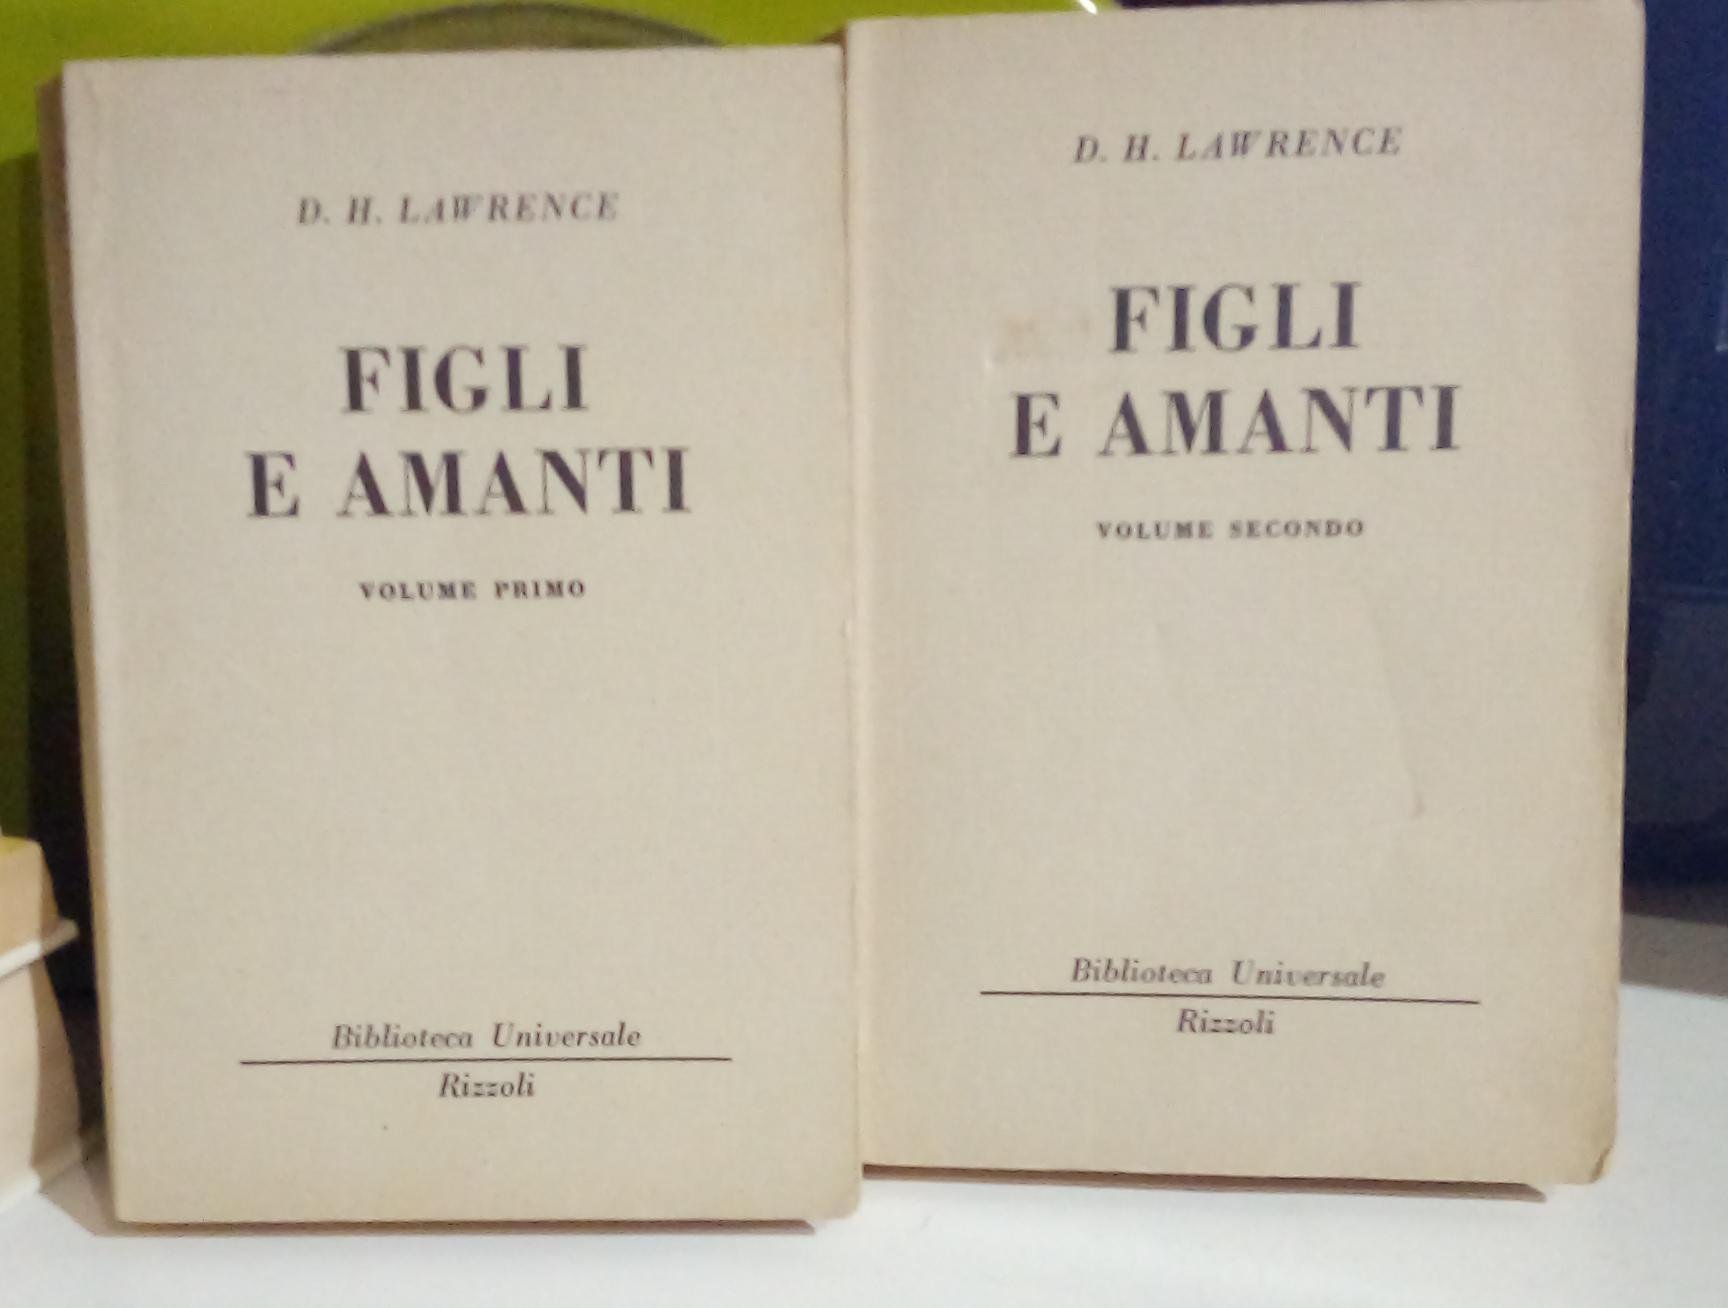 D. H. LAWRENCE
FIGLI
E AMANTI
VOLUME PRIMO
Biblioteca Universale
Rizzoli
D. H. LAWRENCE
FIGLI
E AMANTI
VOLUME SECONDO
Biblioteca Universale
Rizzoli